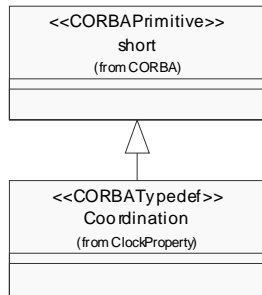 <<CORBAPrimitive>>
short
(from CORBA)
<<CORBATypedef>>
Coordination
(from ClockProperty)